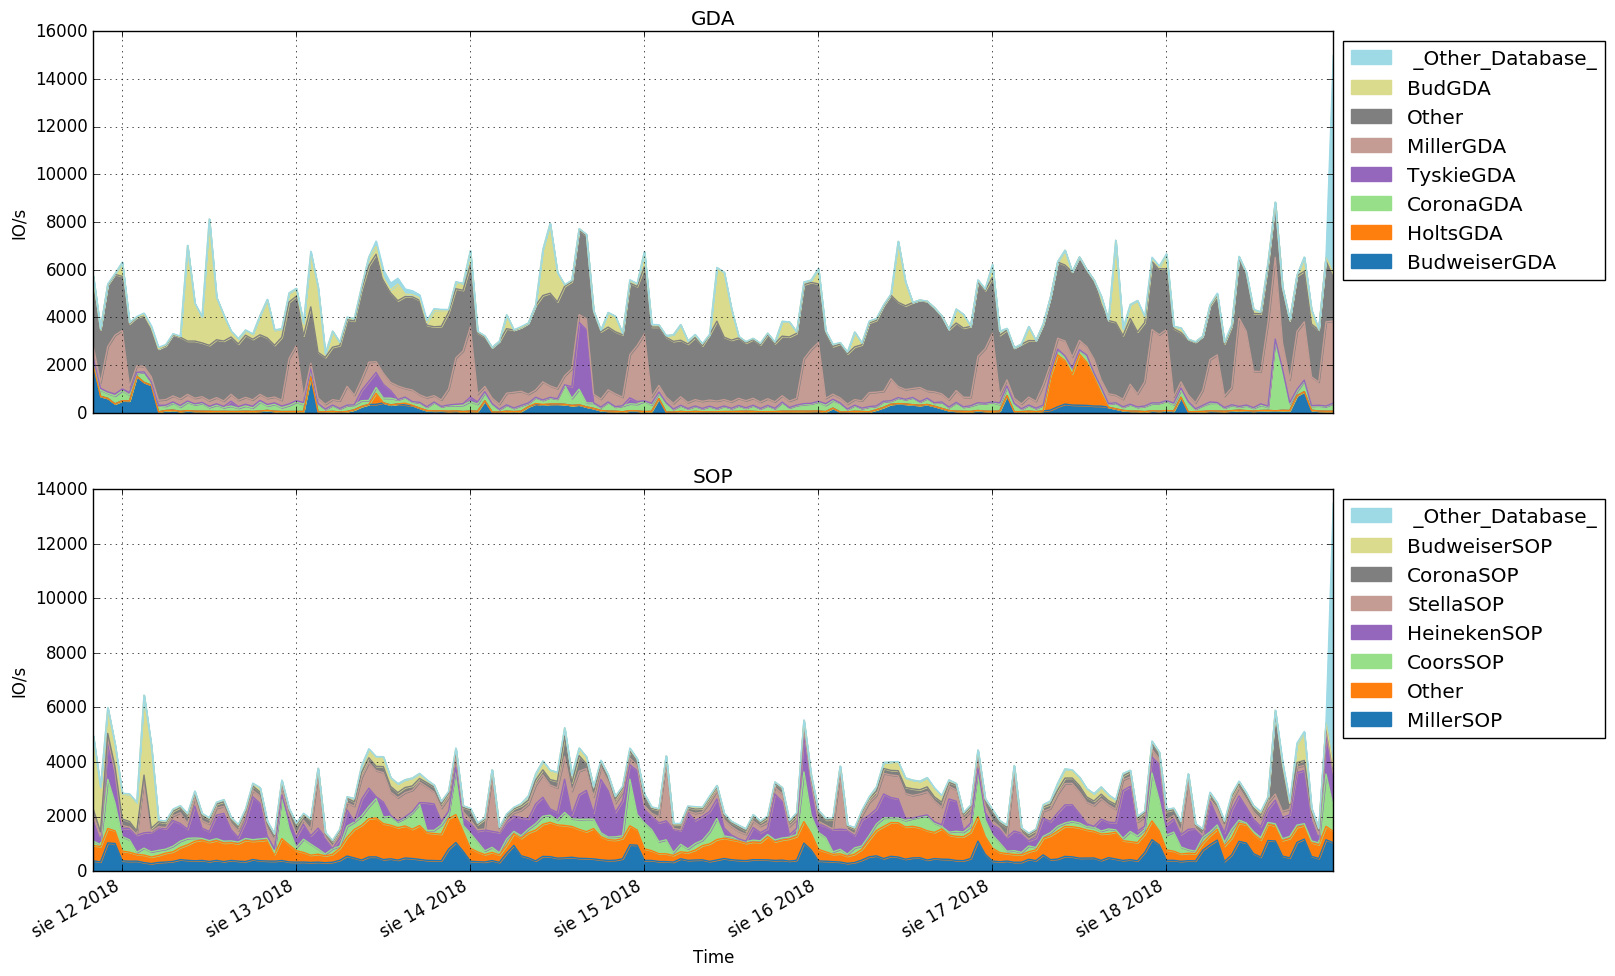 GDA
16000
14000
12000
10000
8000
6000
4000
2000
0
IO/s
_Other_Database_
BudGDA
Other
MillerGDA
TyskieGDA
CoronaGDA
HoltsGDA
BudweiserGDA
SOP
14000
12000
10000
8000
6000
4000
2000
0
IO/s
_Other_Database_
BudweiserSOP
CoronaSOP
StellaSOP
HeinekenSOP
CoorsSOP
Other
MillerSOP
sie 12 2018
sie 13 2018
sie 14 2018
sie 15 2018
sie 16 2018
sie 17 2018
sie 18 2018
Time